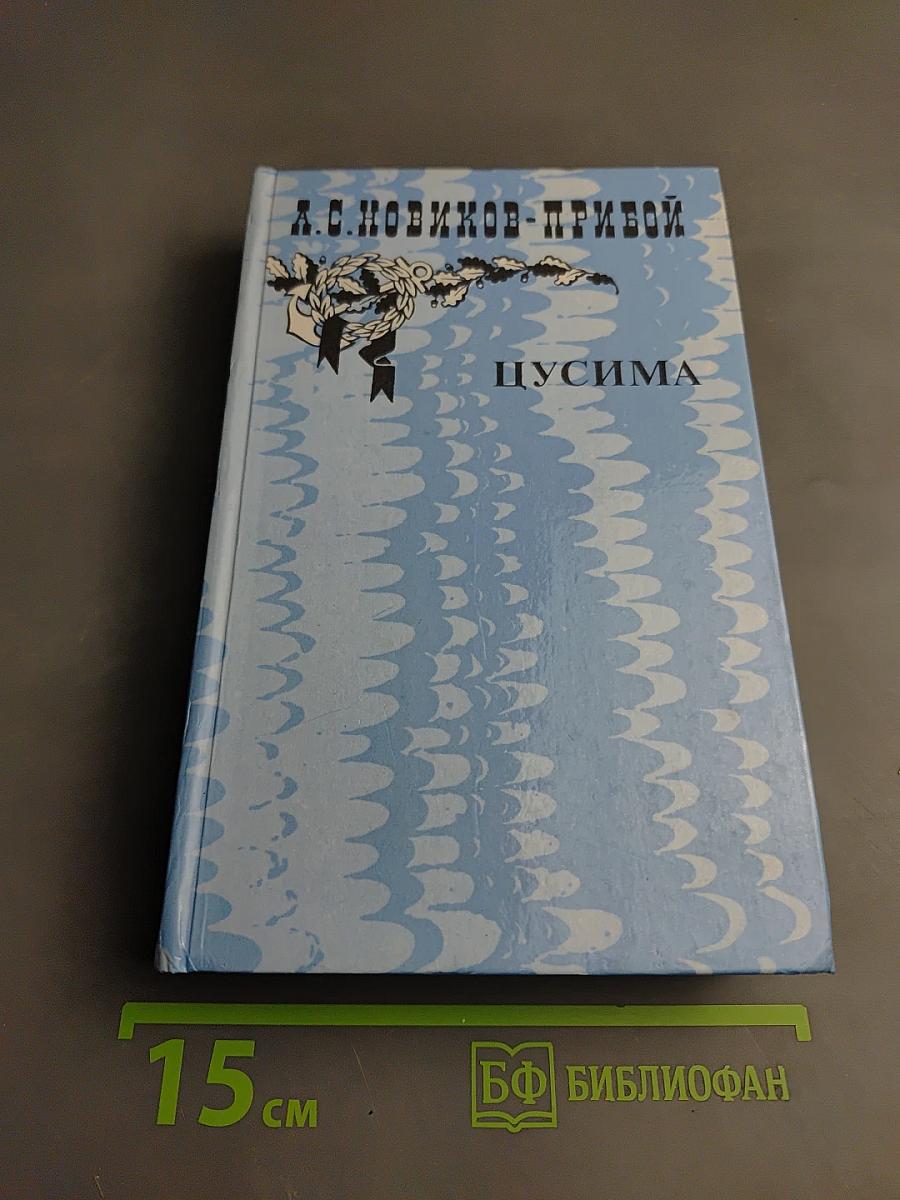 А.С.НОВИКОВ-ПРИБОЙ
ЦУСИМА
15 см
БФ БИБЛИОФАН